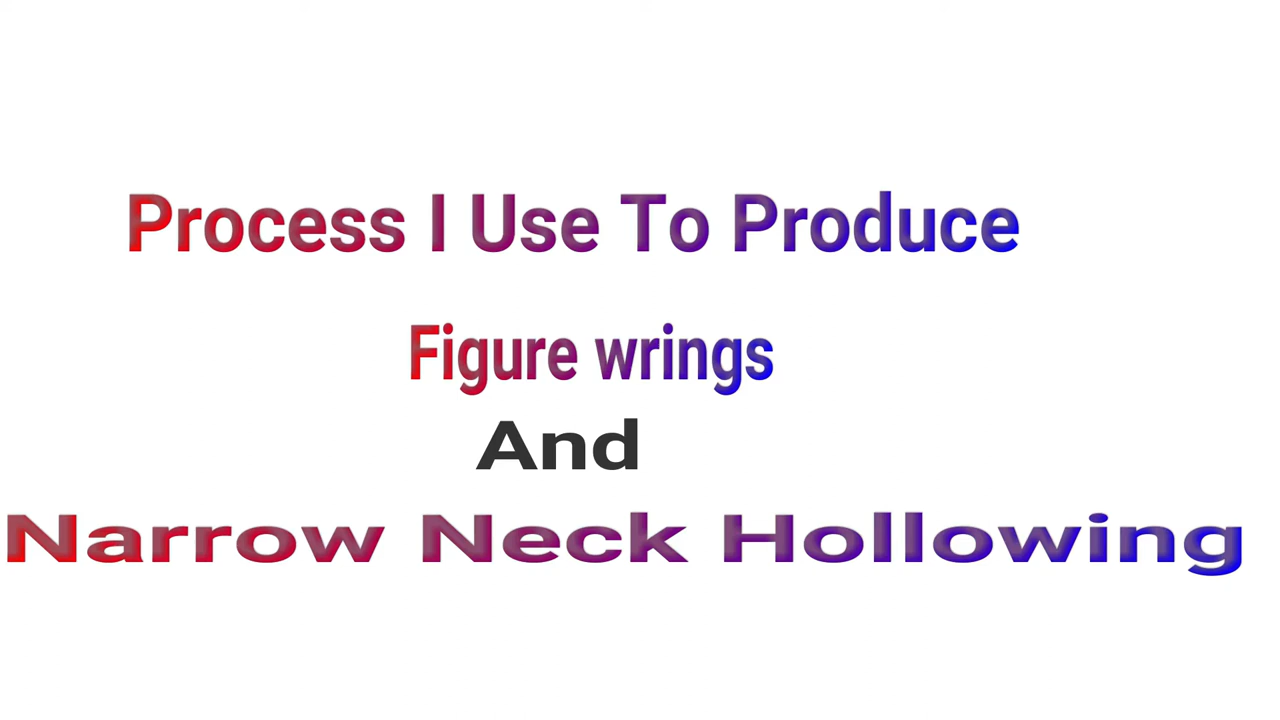 Process I Use To Produce
Figure wrings
And
Narrow Neck Hollowing